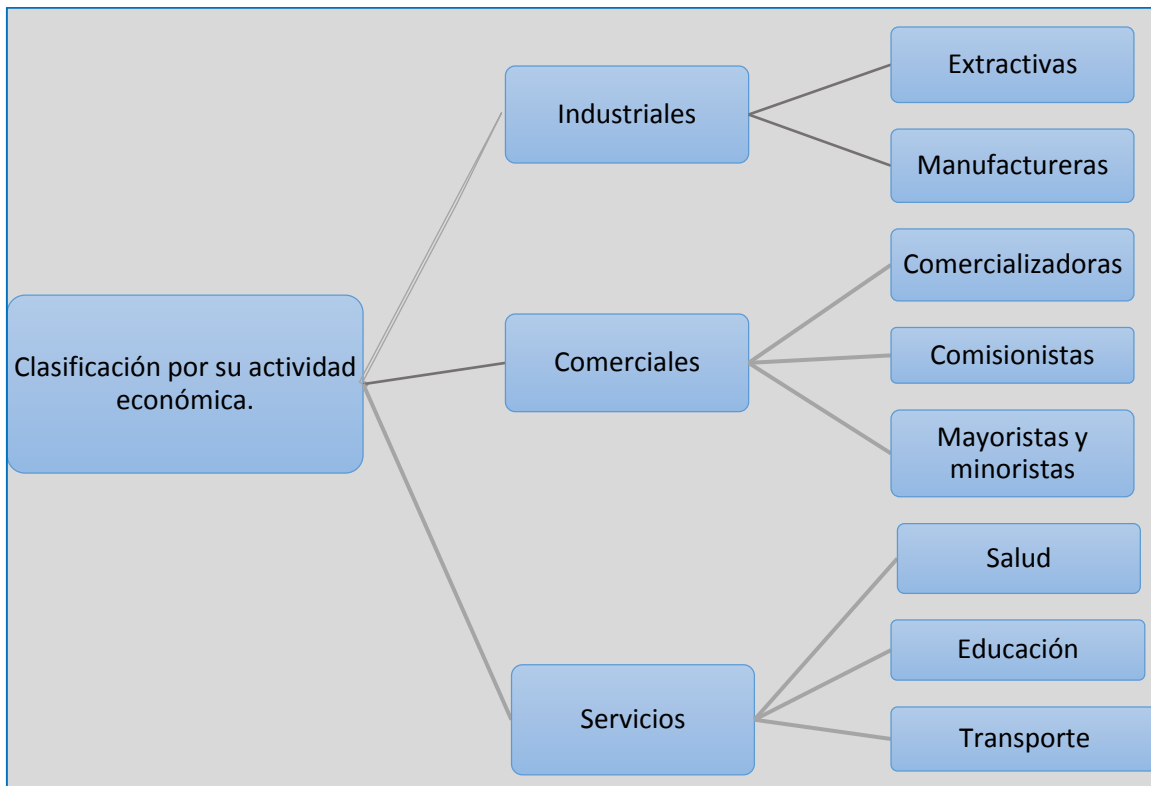 Clasificación por su actividad
económica.
Industriales
Extractivas
Manufactureras
Comerciales
Comercializadoras
Comisionistas
Mayoristas y
minoristas
Servicios
Salud
Educación
Transporte